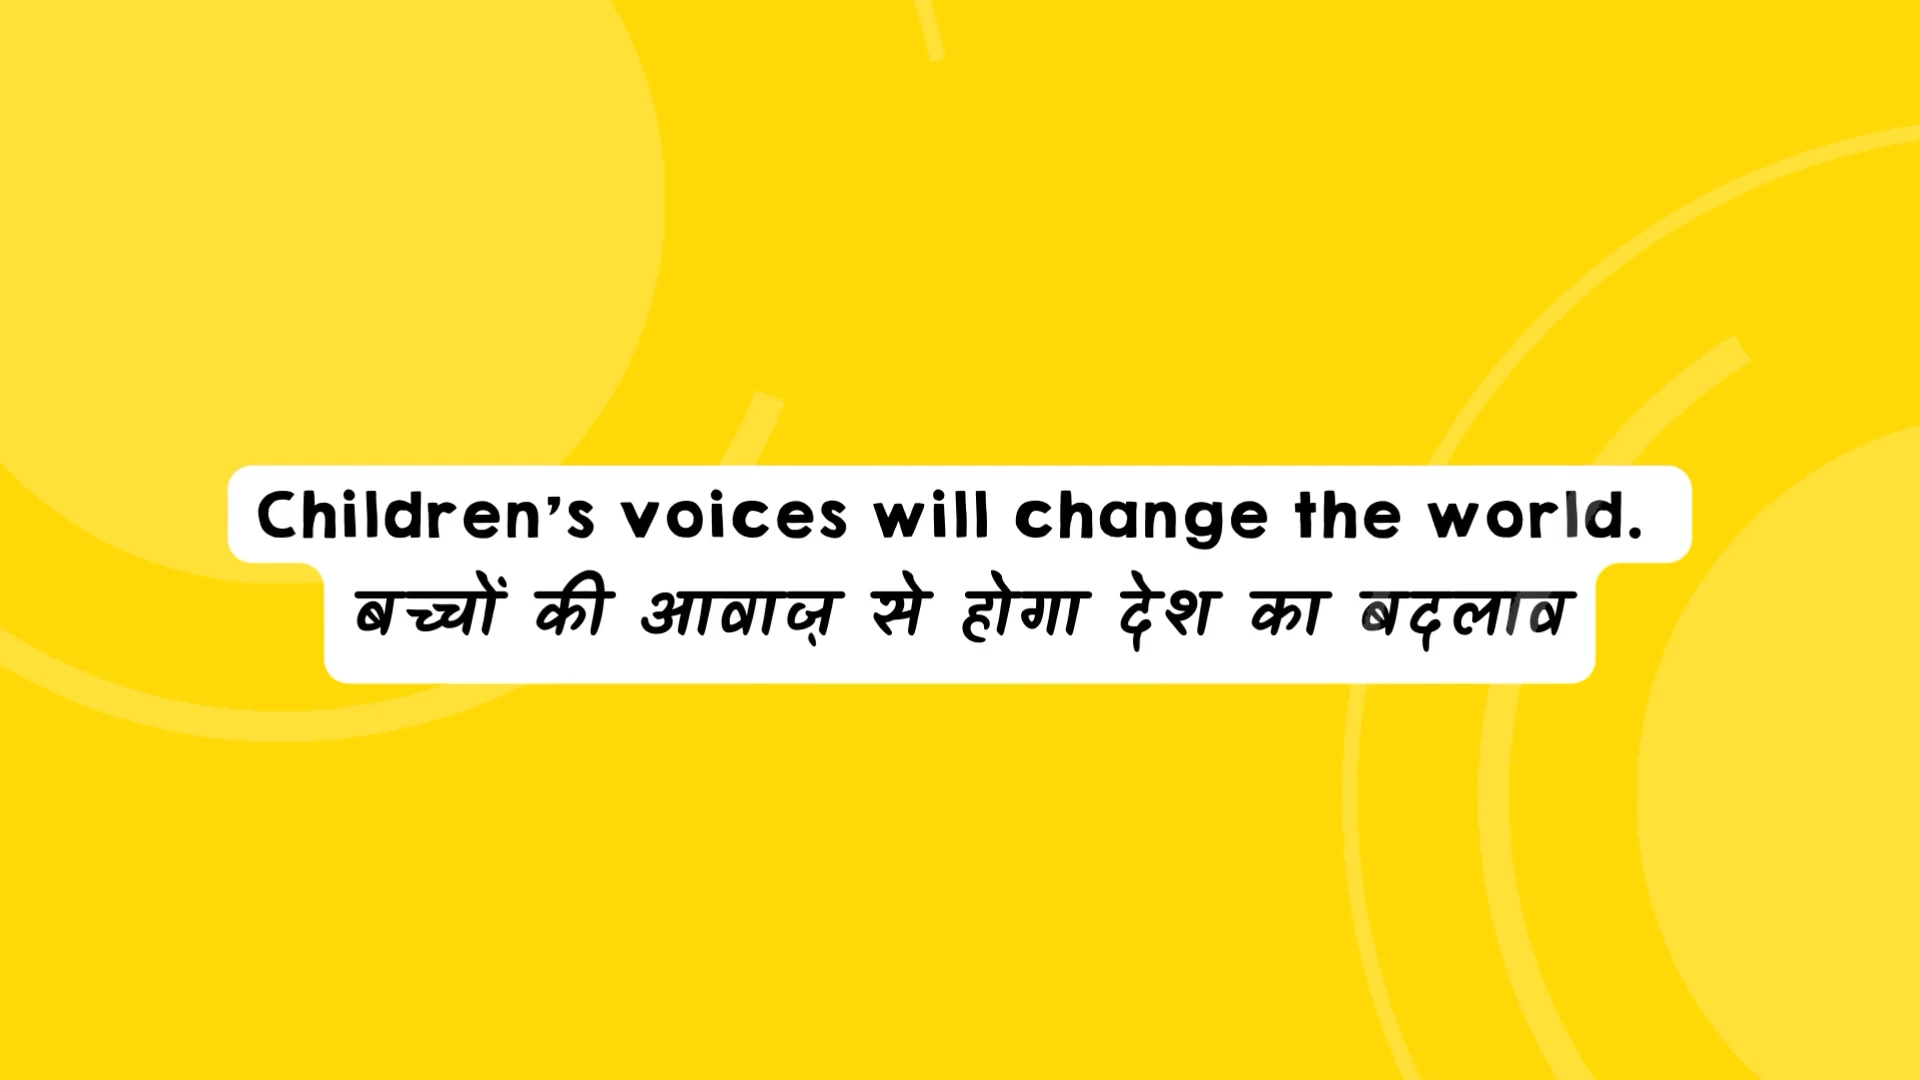 Children’s voices will change the world.
बच्चों की आवाज़ से होगा देश का बदलाव